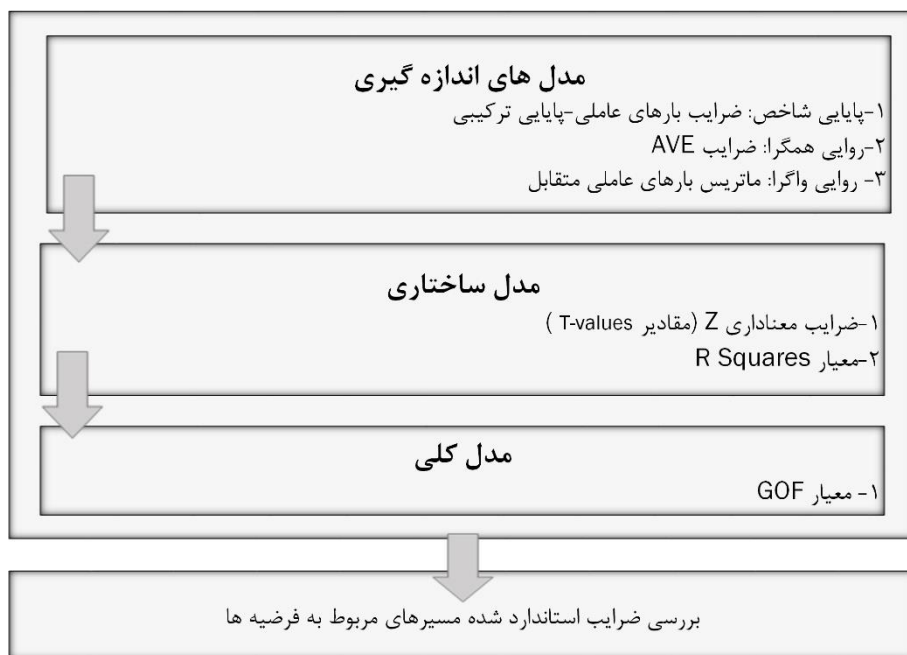 مدل های اندازه گیری
۱-پایایی شاخص: ضرایب بارهای عاملی-پایایی ترکیبی
۲-روایی همگرا: ضرایب AVE
۳- روایی واگرا: ماتریس بارهای عاملی متقابل
مدل ساختاری
۱-ضرایب معناداری Z (مقادیر T-values )
۲-معیار R Squares
مدل کلی
۱- معیار GOF
بررسی ضرایب استاندارد شده مسیرهای مربوط به فرضیه ها